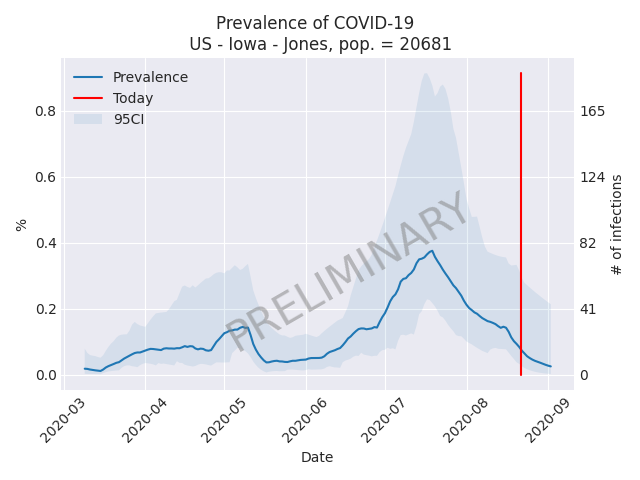 Prevalence of COVID-19
US - Iowa - Jones, pop. = 20681
Prevalence
Today
95CI
PRELIMINARY
%
0.8
0.6
0.4
0.2
0.0
165
124
82
41
0
# of infections
2020-03
2020-04
2020-05
2020-06
2020-07
2020-08
2020-09
Date